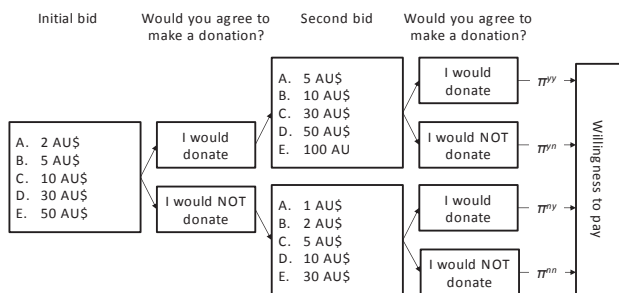 Initial bid
Would you agree to
make a donation?
Second bid
Would you agree to
make a donation?
A. 2 AU$
B. 5 AU$
C. 10 AU$
D. 30 AU$
E. 50 AU$
I would
donate
I would NOT
donate
A. 5 AU$
B. 10 AU$
C. 30 AU$
D. 50 AU$
E. 100 AU
A. 1 AU$
B. 2 AU$
C. 5 AU$
D. 10 AU$
E. 30 AU$
I would
donate
I would NOT
donate
I would
donate
I would NOT
donate
π^yy
π^yn
π^ny
π^nn
Willingness to pay